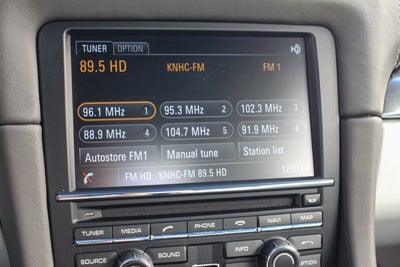 TUNER OPTION
89.5 HD KNHC-FM FM 1
96.1 MHz 1 95.3 MHz 2 102.3 MHz 3
88.9 MHz 4 104.7 MHz 5 91.9 MHz 6
Autostore FM1 Manual tune Station list
FM HD KNHC-FM 89.5 HD
TUNER MEDIA PHONE NAVI MAP
SOURCE SOUND INFO